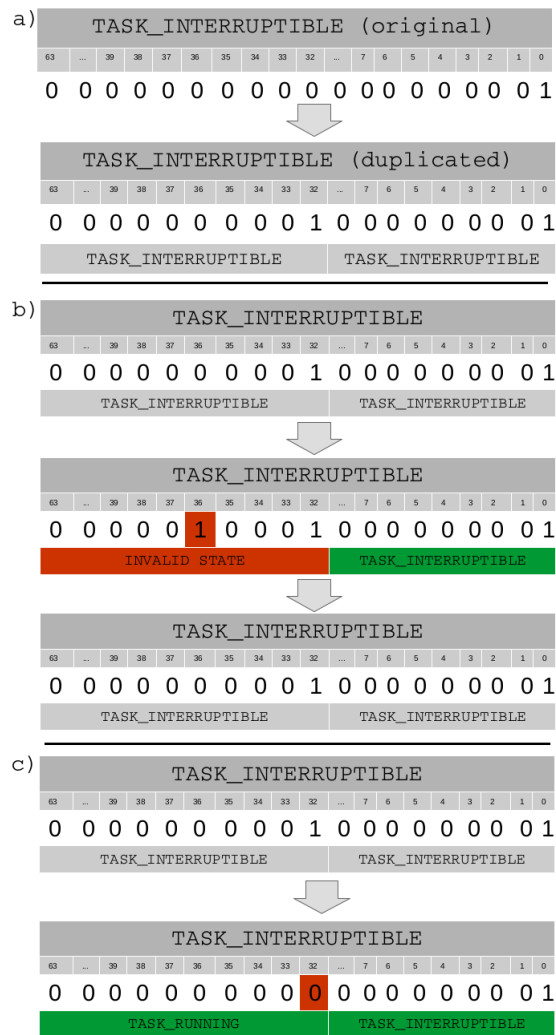 a) TASK_INTERRUPTIBLE (original)
63 ... 39 38 37 36 35 34 33 32 ... 7 6 5 4 3 2 1 0
0 0 0 0 0 0 0 0 0 0 0 0 0 0 0 0 0 0 1
TASK_INTERRUPTIBLE (duplicated)
63 ... 39 38 37 36 35 34 33 32 ... 7 6 5 4 3 2 1 0
0 0 0 0 0 0 0 0 0 1 0 0 0 0 0 0 0 0 1
TASK_INTERRUPTIBLE TASK_INTERRUPTIBLE
b) TASK_INTERRUPTIBLE
63 ... 39 38 37 36 35 34 33 32 ... 7 6 5 4 3 2 1 0
0 0 0 0 0 0 0 0 0 1 0 0 0 0 0 0 0 0 1
TASK_INTERRUPTIBLE TASK_INTERRUPTIBLE
TASK_INTERRUPTIBLE
63 ... 39 38 37 36 35 34 33 32 ... 7 6 5 4 3 2 1 0
0 0 0 0 0 1 0 0 0 1 0 0 0 0 0 0 0 0 1
INVALID STATE TASK_INTERRUPTIBLE
TASK_INTERRUPTIBLE
63 ... 39 38 37 36 35 34 33 32 ... 7 6 5 4 3 2 1 0
0 0 0 0 0 0 0 0 0 1 0 0 0 0 0 0 0 0 1
TASK_INTERRUPTIBLE TASK_INTERRUPTIBLE
c) TASK_INTERRUPTIBLE
63 ... 39 38 37 36 35 34 33 32 ... 7 6 5 4 3 2 1 0
0 0 0 0 0 0 0 0 0 1 0 0 0 0 0 0 0 0 1
TASK_INTERRUPTIBLE TASK_INTERRUPTIBLE
TASK_INTERRUPTIBLE
63 ... 39 38 37 36 35 34 33 32 ... 7 6 5 4 3 2 1 0
0 0 0 0 0 0 0 0 0 0 0 0 0 0 0 0 0 0 1
TASK_RUNNING TASK_INTERRUPTIBLE